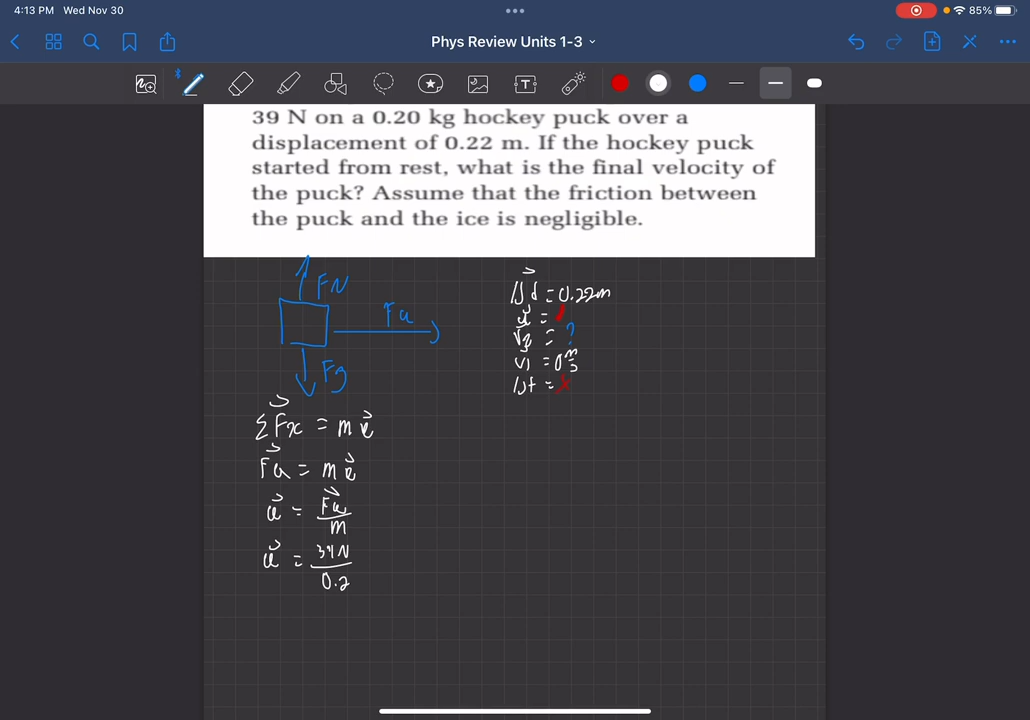 4:13 PM Wed Nov 30
85%
Phys Review Units 1-3
T
39 N on a 0.20 kg hockey puck over a
displacement of 0.22 m. If the hockey puck
started from rest, what is the final velocity of
the puck? Assume that the friction between
the puck and the ice is negligible.
FN
Fa
Fg
Δd = 0.22m
a =
v2 = ?
v1 = 0 m/s
Δt = x
ΣFx = ma
Fa = ma
a = Fa/m
a = 39N/0.2